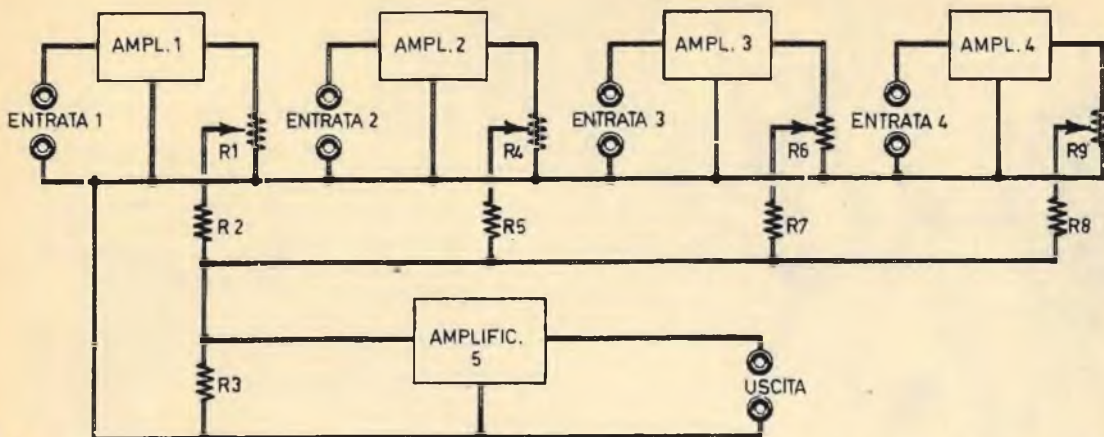 AMPL. 1
AMPL. 2
AMPL. 3
AMPL. 4
ENTRATA 1
ENTRATA 2
ENTRATA 3
ENTRATA 4
R1
R4
R6
R9
R2
R5
R7
R8
AMPLIFIC.
5
R3
USCITA